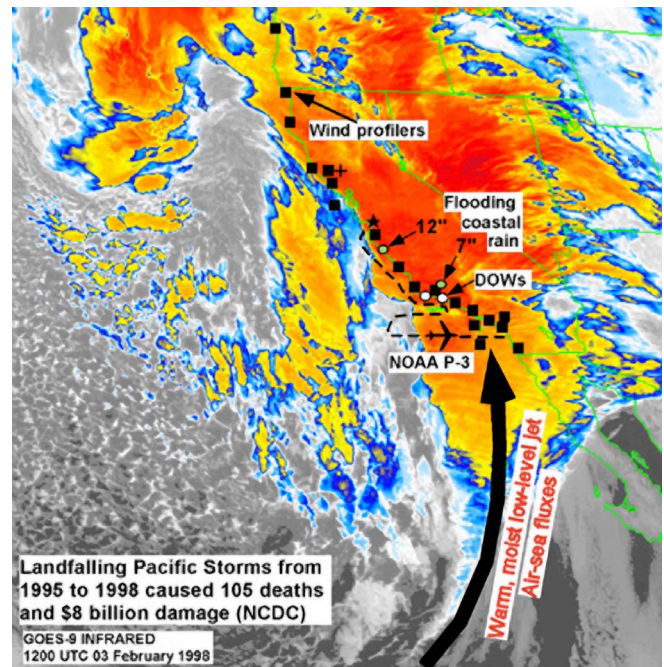 Wind profilers
Flooding
coastal
rain
12"
7"
DOWs
NOAA P-3
Warm, moist low-level jet
Air-sea fluxes
Landfalling Pacific Storms from
1995 to 1998 caused 105 deaths
and $8 billion damage (NCDC)
GOES-9 INFRARED
1200 UTC 03 February 1998